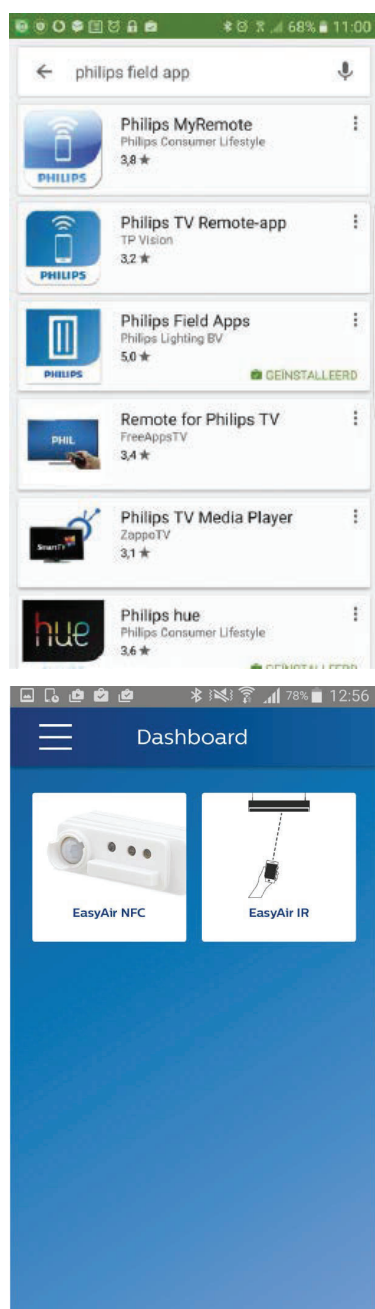 68% 11:00
philips field app
Philips MyRemote
Philips Consumer Lifestyle
3,8 ★
PHILIPS
Philips TV Remote-app
TP Vision
3,2 ★
PHILIPS
Philips Field Apps
Philips Lighting BV
5,0 ★
PHILIPS
GEÏNSTALLEERD
Remote for Philips TV
FreeAppsTV
PHIL
3,4 ★
Philips TV Media Player
ZappoTV
SmartTV
3,1 ★
Philips hue
hue
Philips Consumer Lifestyle
3,6 ★
78% 12:56
Dashboard
EasyAir NFC
EasyAir IR